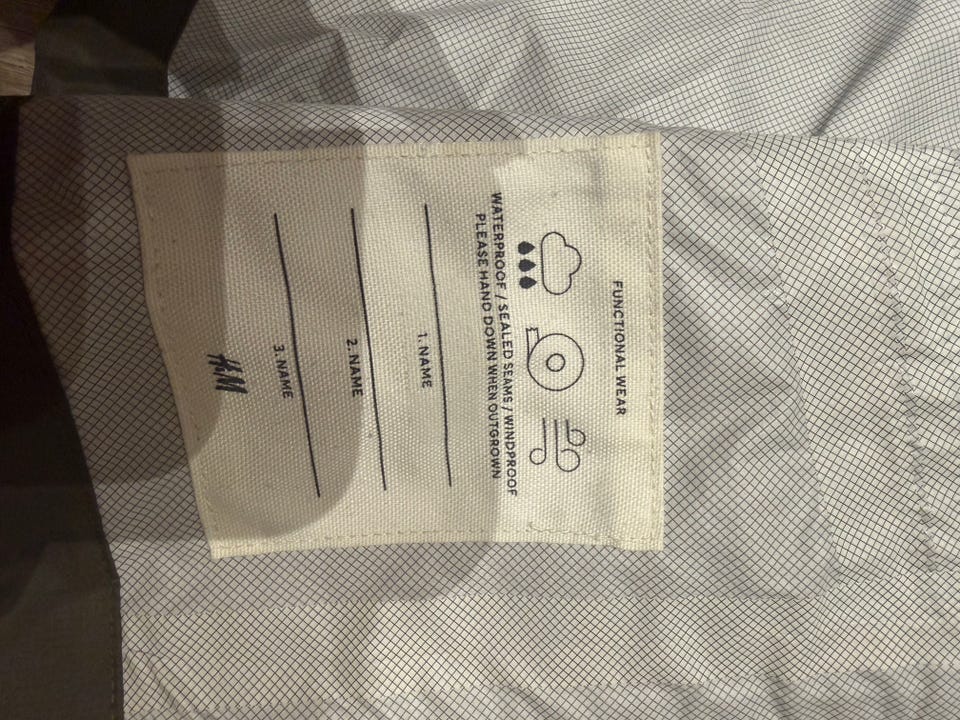 FUNCTIONAL WEAR
WATERPROOF / SEALED SEAMS / WINDPROOF
PLEASE HAND DOWN WHEN OUTGROWN
1. NAME
2. NAME
3. NAME
H&M